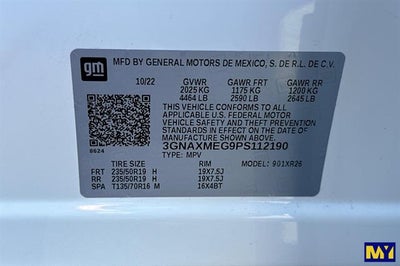 gm MFD BY GENERAL MOTORS DE MEXICO, S. DE R.L. DE C.V.
10/22 GVWR GAWR FRT GAWR RR
2025 KG 1175 KG 1200 KG
4464 LB 2590 LB 2645 LB
THIS VEHICLE CONFORMS TO ALL
APPLICABLE U.S. FEDERAL MOTOR
VEHICLE SAFETY AND THEFT PREVENTION
STANDARDS IN EFFECT ON THE DATE OF
MANUFACTURE SHOWN ABOVE.
3GNAXMEG9PS112190
6624 TYPE: MPV MODEL: 901XR26
TIRE SIZE RIM
FRT 235/50R19 H 19X7.5J
RR 235/50R19 H 19X7.5J
SPA T135/70R16 M 16X4BT
MY